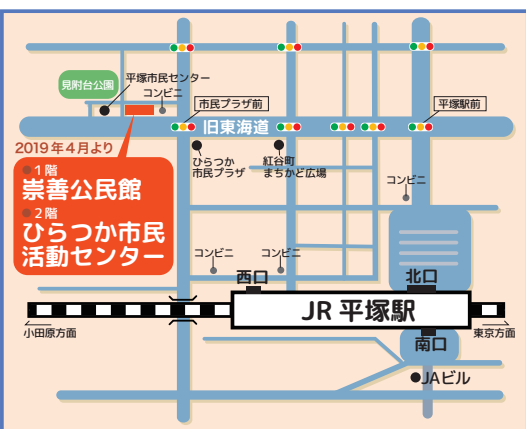 見附台公園
平塚市民センター
コンビニ
市民プラザ前
平塚駅前
旧東海道
2019年4月より
●1階
崇善公民館
●2階
ひらつか市民
活動センター
ひらつか
市民プラザ
紅谷町
まちかど広場
コンビニ
コンビニ
コンビニ
西口
北口
JR 平塚駅
小田原方面
東京方面
南口
JAビル